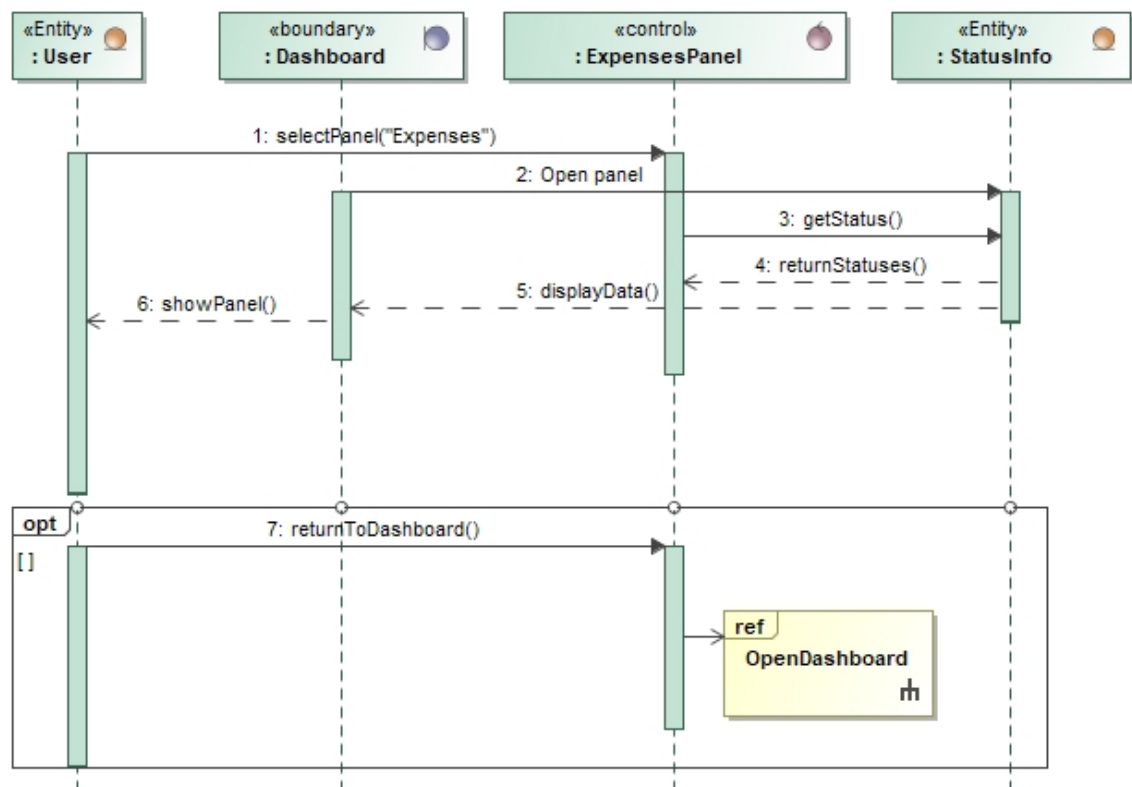 «Entity»
: User
«boundary»
: Dashboard
«control»
: ExpensesPanel
«Entity»
: StatusInfo
1: selectPanel("Expenses")
2: Open panel
3: getStatus()
4: returnStatuses()
5: displayData()
6: showPanel()
opt
7: returnToDashboard()
[ ]
ref
OpenDashboard